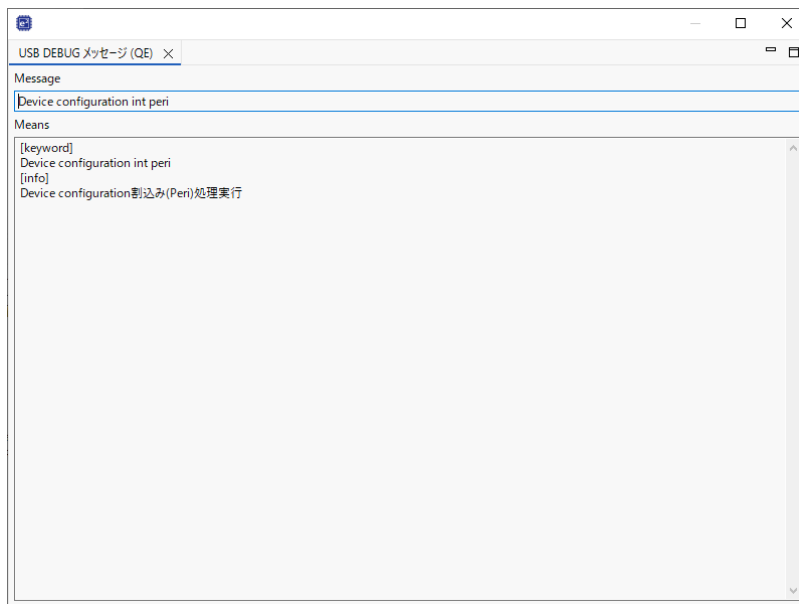 USB DEBUG メッセージ (QE)
Message
Device configuration int peri
Means
[keyword]
Device configuration int peri
[info]
Device configuration割込み(Peri)処理実行